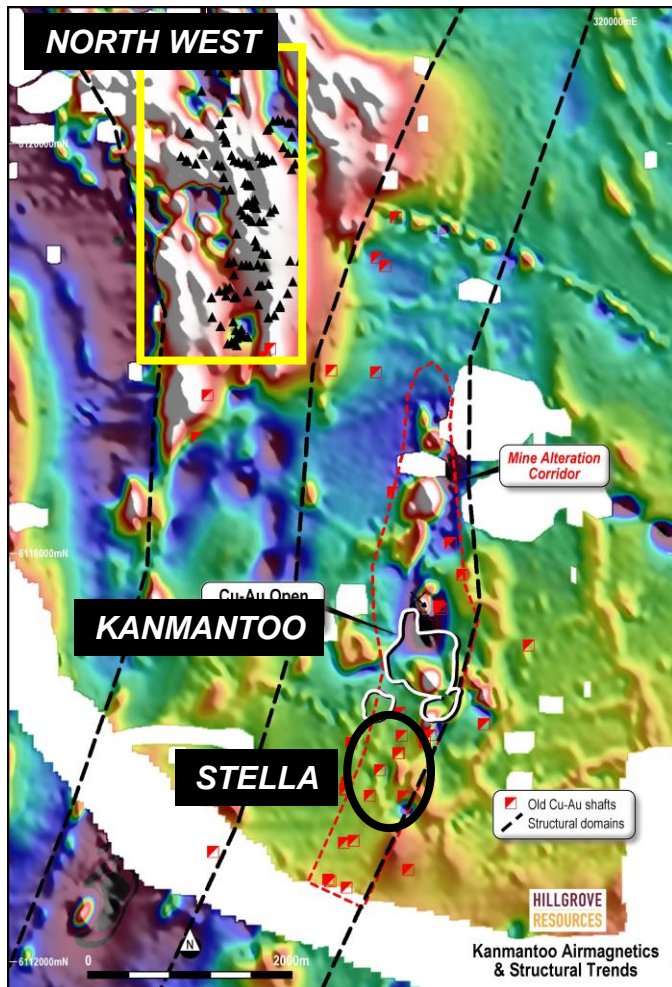 NORTH WEST
320000mE
6120000mN
Mine Alteration
Corridor
6116000mN
Cu-Au Open
KANMANTOO
STELLA
Old Cu-Au shafts
Structural domains
HILLGROVE
RESOURCES
N
6112000mN
0
2000m
Kanmantoo Airmagnetics
& Structural Trends